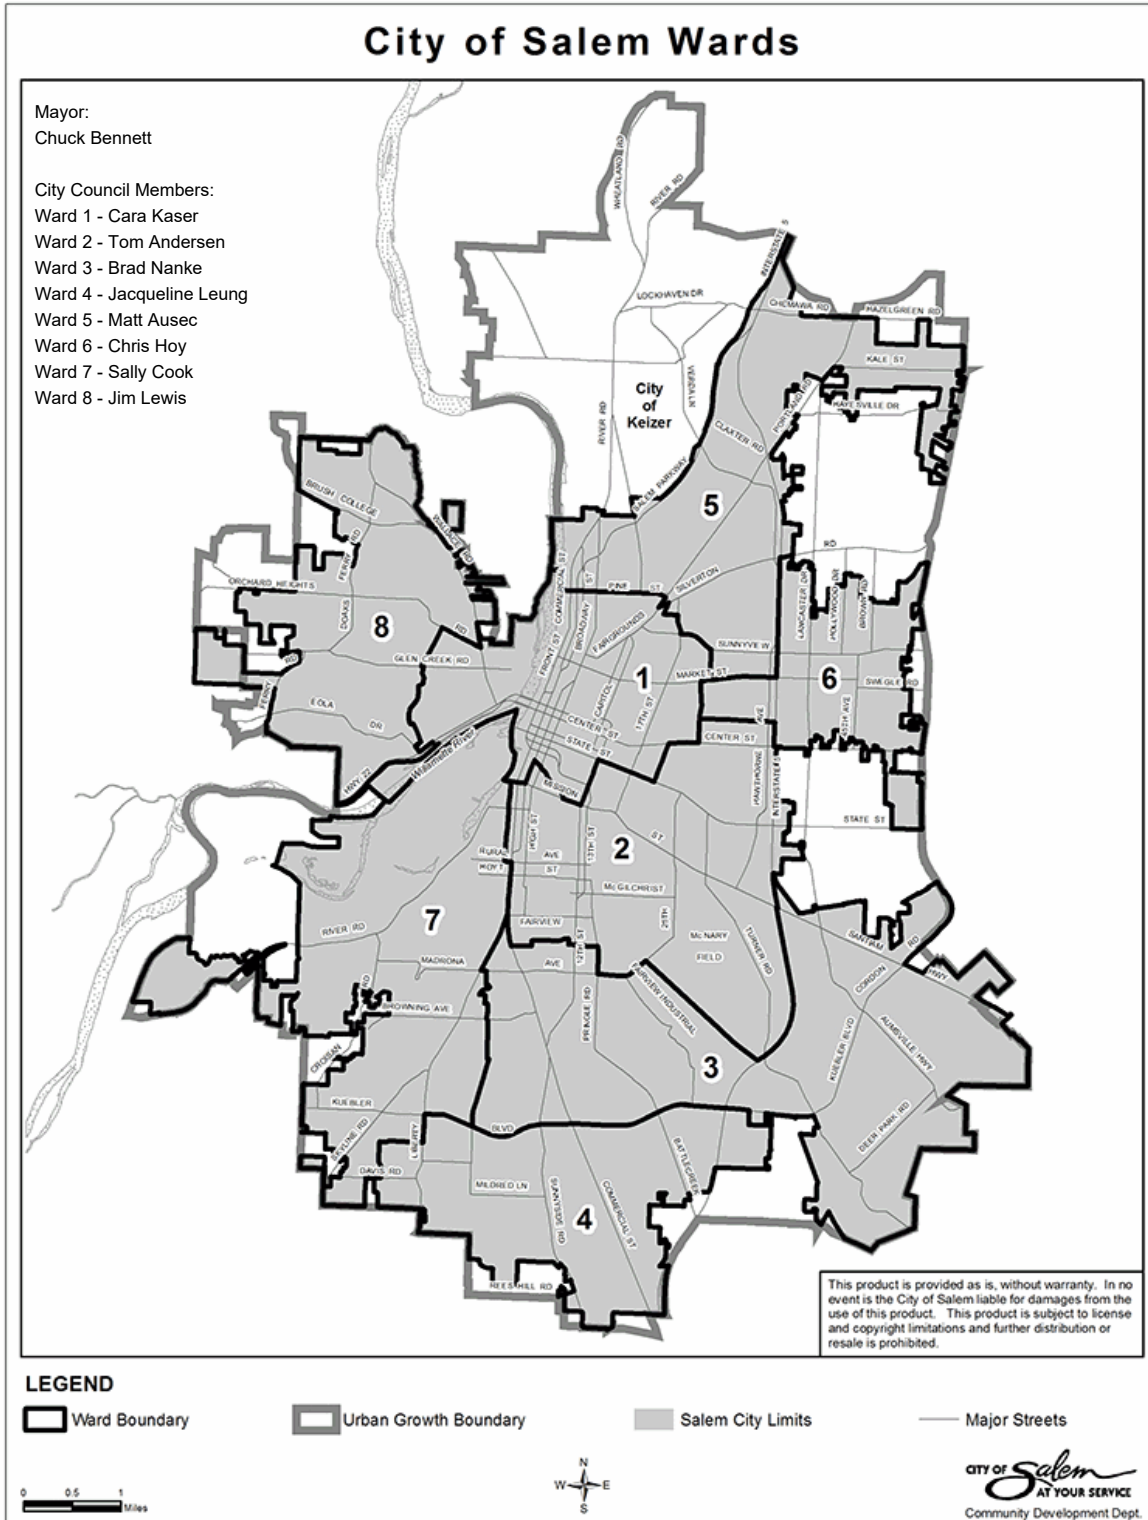 City of Salem Wards
Mayor:
Chuck Bennett
City Council Members:
Ward 1 - Cara Kaser
Ward 2 - Tom Andersen
Ward 3 - Brad Nanke
Ward 4 - Jacqueline Leung
Ward 5 - Matt Ausec
Ward 6 - Chris Hoy
Ward 7 - Sally Cook
Ward 8 - Jim Lewis
WHEATLAND RD
RIVER RD
INTERSTATE 5
LOCKHAVEN DR
CHEMAWA RD
HAZELGREEN RD
KALE ST
VERDA LN
City
of
Keizer
RIVER RD
PORTLAND RD
HAYESVILLE DR
CLAXTER RD
SALEM PARKWAY
5
BRUSH COLLEGE
RD
WALLACE RD
DOAKS FERRY RD
ORCHARD HEIGHTS
RD
8
GLEN CREEK RD
EOLA
DR
FERRY
RD
HWY 22
Willamette River
COMMERCIAL ST
FRONT ST
BROADWAY
ST
PINE ST
SILVERTON
RD
FAIRGROUNDS
1
SUNNYVIEW
MARKET ST
CAPITOL
17TH ST
CENTER ST
STATE ST
CENTER ST
LANCASTER DR
HOLLYWOOD DR
BROWN RD
6
SWEGLE RD
45TH AVE
HAWTHORNE
AVE
INTERSTATE 5
STATE ST
MISSION
ST
HIGH ST
13TH ST
2
RURAL
AVE
HOYT
ST
McGILCHRIST
25TH
FAIRVIEW
McNARY
FIELD
TURNER RD
7
RIVER RD
MADRONA
AVE
12TH ST
BROWNING AVE
CROISAN
RD
PRINGLE RD
FAIRVIEW INDUSTRIAL
3
SANTIAM
HWY
CORDON
RD
KUEBLER BLVD
AUMSVILLE HWY
DEER PARK RD
KUEBLER
BLVD
SKYLINE RD
LIBERTY
DAVIS RD
MILDRED LN
SUNNYSIDE RD
COMMERCIAL ST
BATTLECREEK
4
REES HILL RD
This product is provided as is, without warranty. In no
event is the City of Salem liable for damages from the
use of this product. This product is subject to license
and copyright limitations and further distribution or
resale is prohibited.
LEGEND
Ward Boundary
Urban Growth Boundary
Salem City Limits
Major Streets
0 0.5 1
Miles
N
W E
S
CITY OF Salem
AT YOUR SERVICE
Community Development Dept.